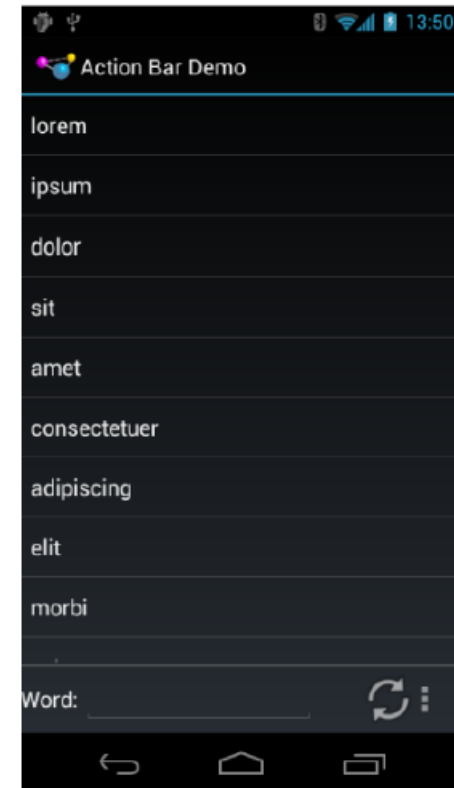 13:50
Action Bar Demo
lorem
ipsum
dolor
sit
amet
consectetuer
adipiscing
elit
morbi
Word: